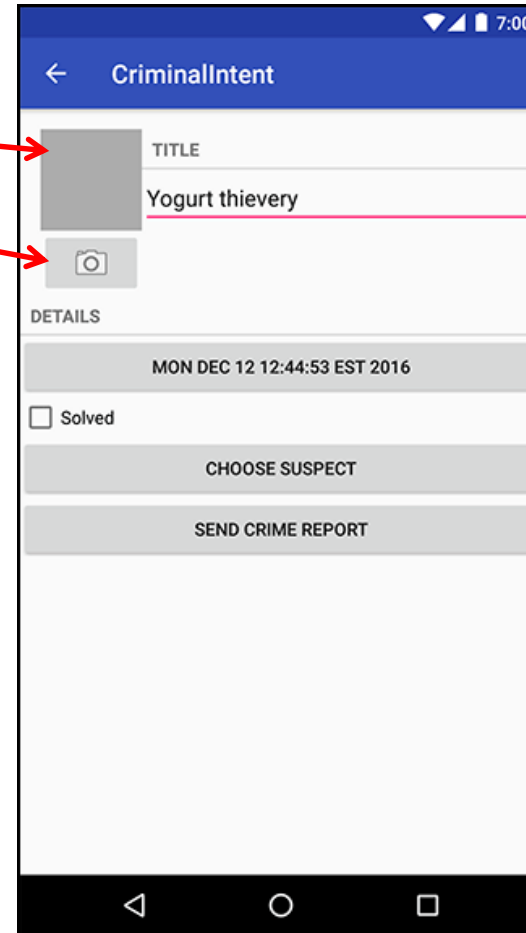 7:00
CriminalIntent
TITLE
Yogurt thievery
DETAILS
MON DEC 12 12:44:53 EST 2016
Solved
CHOOSE SUSPECT
SEND CRIME REPORT